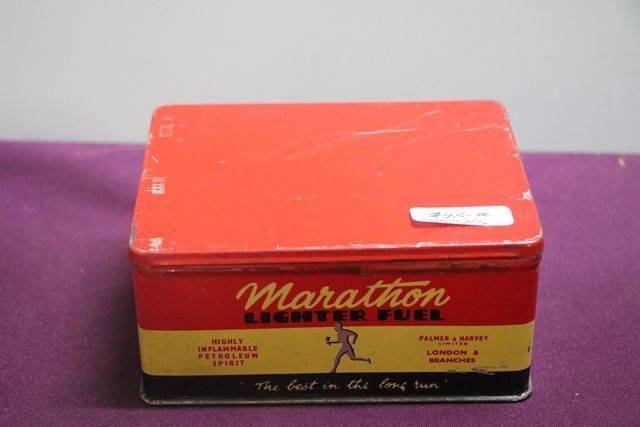 Marathon
LIGHTER FUEL
HIGHLY
INFLAMMABLE
PETROLEUM
SPIRIT
PALMER & HARVEY
LIMITED
LONDON &
BRANCHES
'The best in the long run'